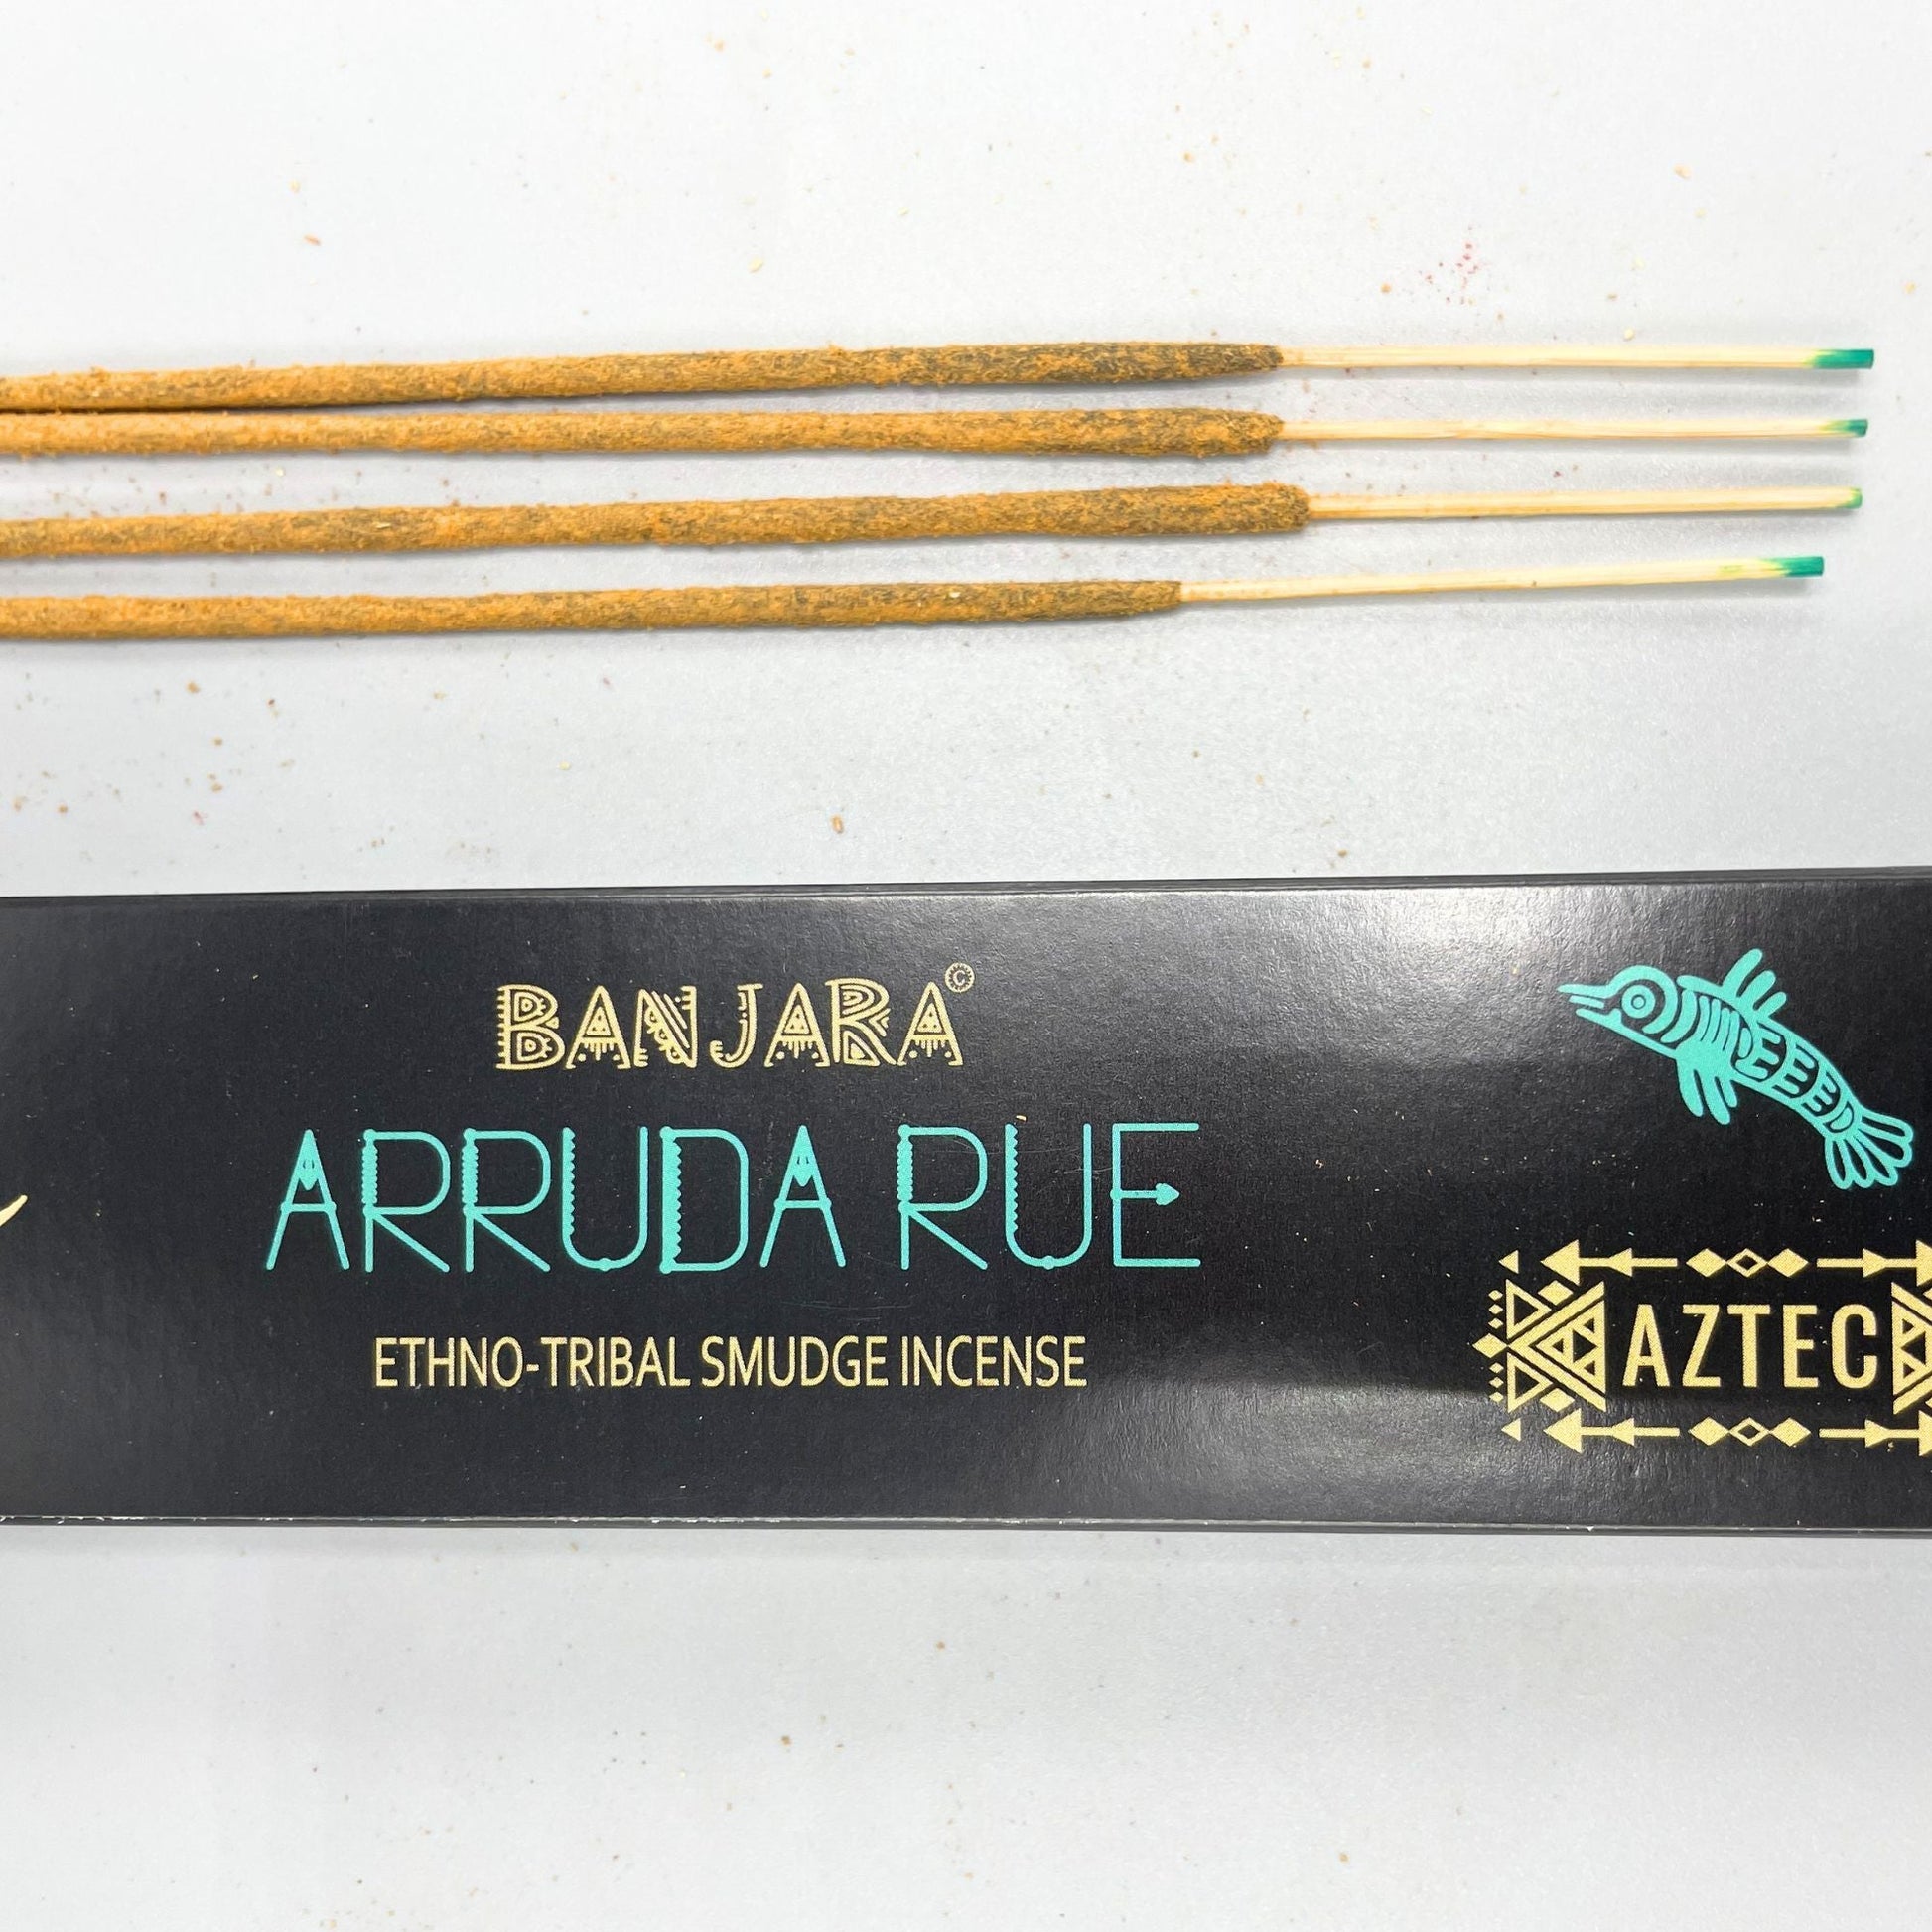 BANJARA©
ARRUDA RUE
ETHNO-TRIBAL SMUDGE INCENSE
AZTEC